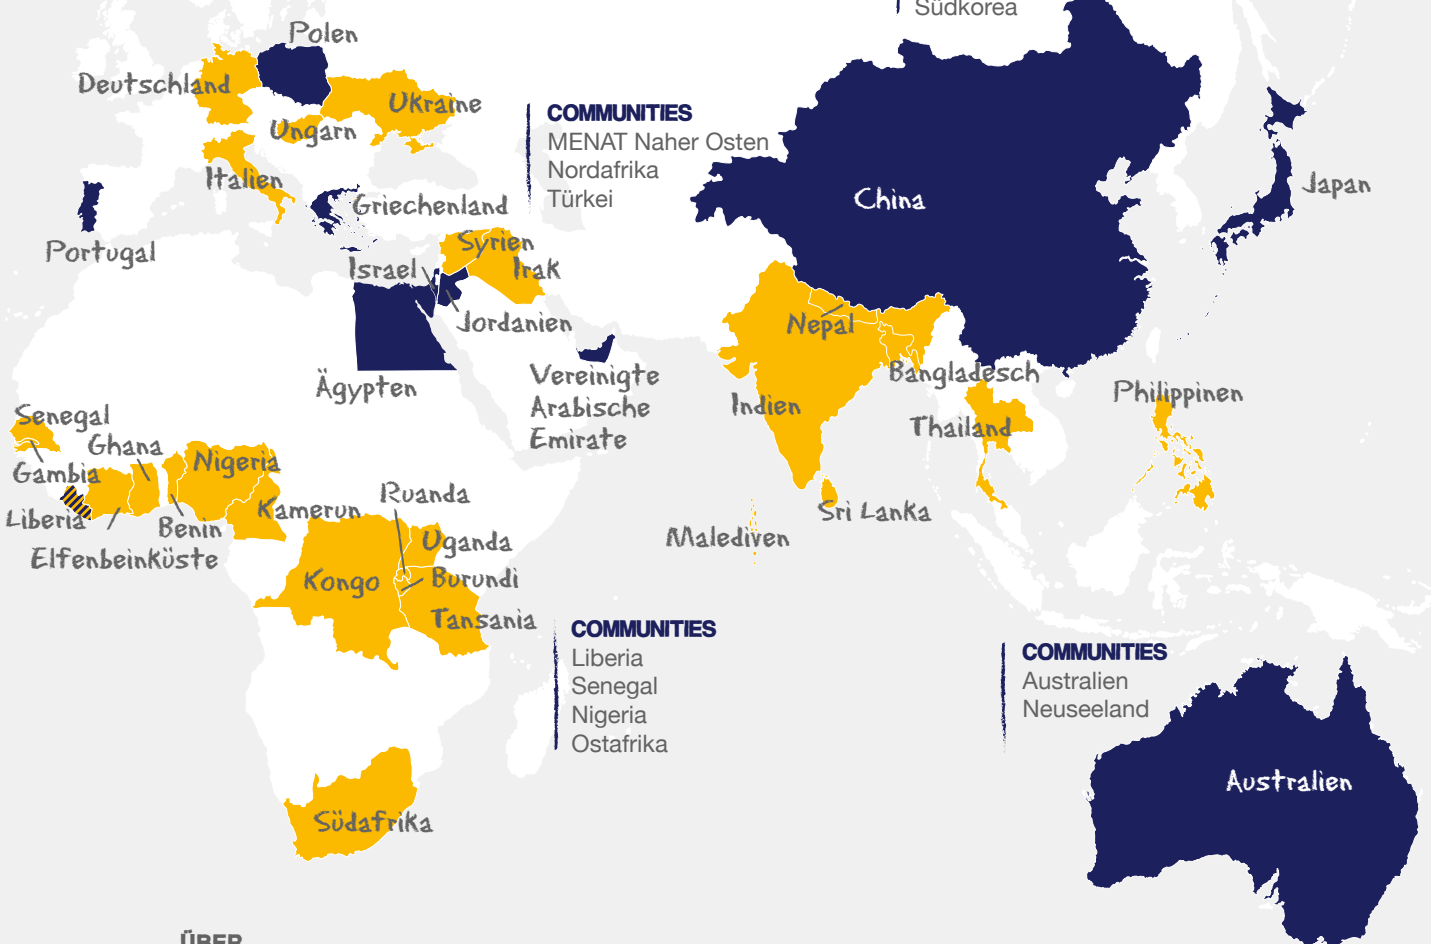 Südkorea
Polen
Deutschland
Ukraine
Ungarn
Italien
Griechenland
Portugal
COMMUNITIES
MENAT Naher Osten
Nordafrika
Türkei
China
Japan
Syrien
Israel
Irak
Jordanien
Ägypten
Vereinigte
Arabische
Emirate
Nepal
Bangladesch
Indien
Thailand
Philippinen
Sri Lanka
Malediven
Senegal
Ghana
Gambia
Nigeria
Liberia
Benin
Elfenbeinküste
Kamerun
Ruanda
Uganda
Kongo
Burundi
Tansania
COMMUNITIES
Liberia
Senegal
Nigeria
Ostafrika
COMMUNITIES
Australien
Neuseeland
Australien
Südafrika
ÜBER